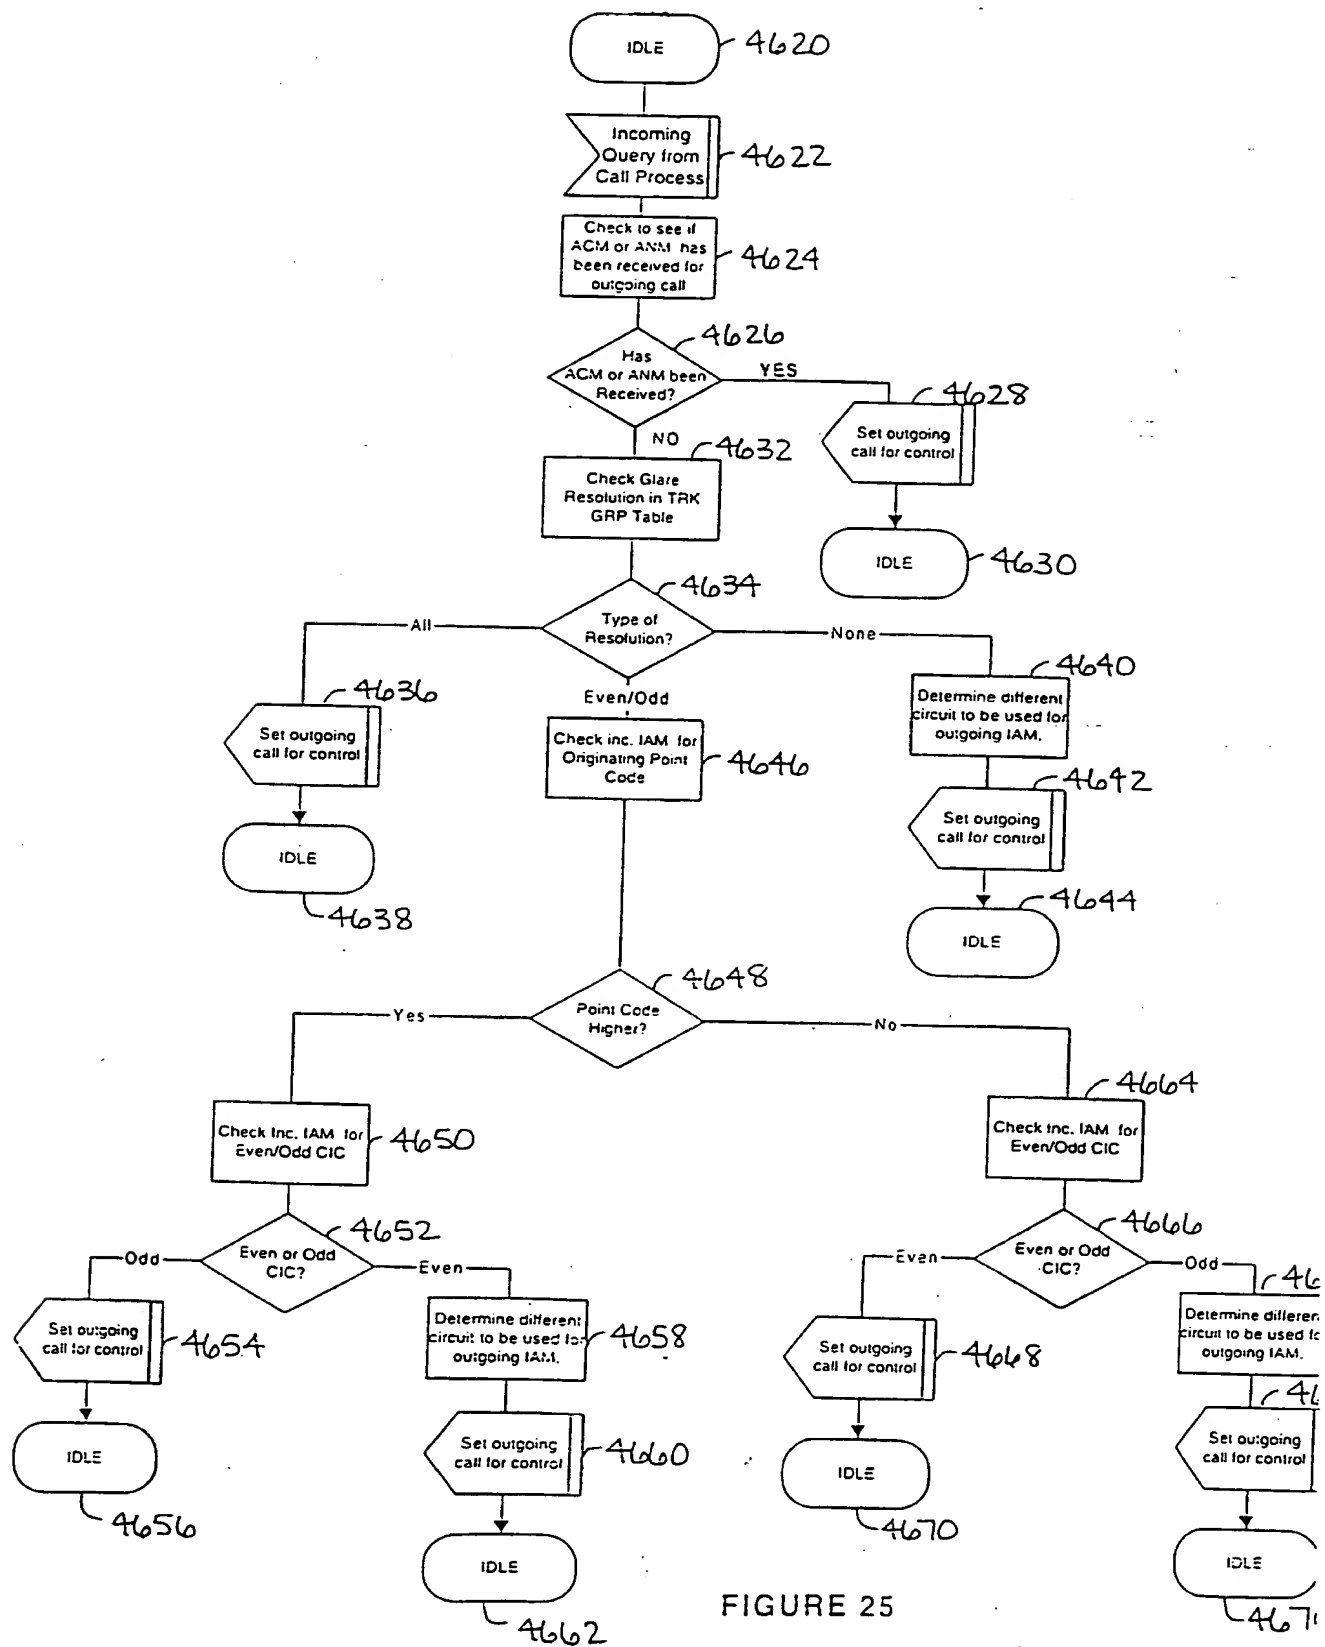 IDLE
4620
Incoming
Query from
Call Process
4622
Check to see if
ACM or ANM has
been received for
outgoing call
4624
4626
Has
ACM or ANM been
Received?
YES
4628
Set outgoing
call for control
IDLE
4630
NO
4632
Check Glare
Resolution in TRK
GRP Table
4634
Type of
Resolution?
All
None
Even/Odd
4636
Set outgoing
call for control
IDLE
4638
Check inc. IAM for
Originating Point
Code
4646
4640
Determine different
circuit to be used for
outgoing IAM.
4642
Set outgoing
call for control
4644
IDLE
4648
Point Code
Higher?
Yes
No
Check Inc. IAM for
Even/Odd CIC
4650
4652
Even or Odd
CIC?
Odd
Even
Set outgoing
call for control
4654
IDLE
4656
Determine different
circuit to be used for
outgoing IAM.
4658
Set outgoing
call for control
4660
IDLE
4662
4664
Check Inc. IAM for
Even/Odd CIC
4666
Even or Odd
CIC?
Even
Odd
Set outgoing
call for control
4668
IDLE
4670
circuit to be used
outgoing IAM.
Set outgoing
call for control
IDLE
FIGURE 25